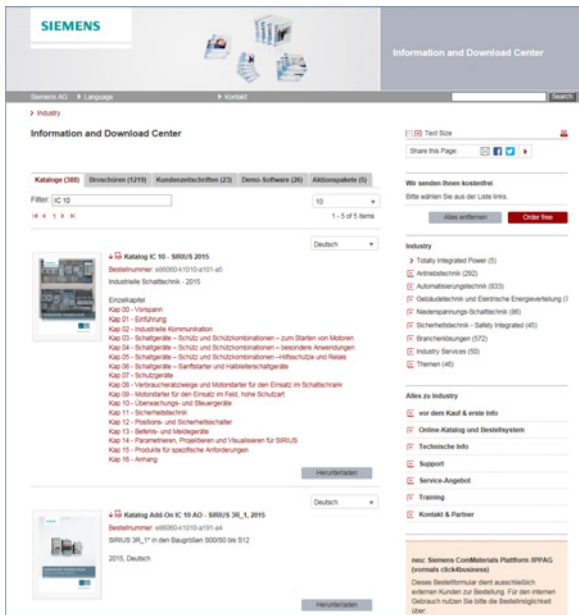 SIEMENS
Information and Download Center
Siemens AG
Language
Kontakt
Search
Industry
Information and Download Center
Text Size
Share this Page:
Kataloge (388)
Broschüren (1219)
Kundenzeitschriften (23)
Demo-Software (26)
Aktionspakete (5)
Filter: IC 10
10
1
1 - 5 of 5 items
Deutsch
Katalog IC 10 - SIRIUS 2015
Bestellnummer: e86060-k1010-a101-a5
Industrielle Schalttechnik - 2015
Einzelkapitel
Kap 00 - Vorspann
Kap 01 - Einführung
Kap 02 - Industrielle Kommunikation
Kap 03 - Schaltgeräte – Schütz und Schützkombinationen – zum Starten von Motoren
Kap 04 - Schaltgeräte – Schütz und Schützkombinationen – besondere Anwendungen
Kap 05 - Schaltgeräte – Schütz und Schützkombinationen –Hilfsschütze und Relais
Kap 06 - Schaltgeräte – Sanftstarter und Halbleiterschaltgeräte
Kap 07 - Schutzgeräte
Kap 08 - Verbraucherabzweige und Motorstarter für den Einsatz im Schaltschrank
Kap 09 - Motorstarter für den Einsatz im Feld, hohe Schutzart
Kap 10 - Überwachungs- und Steuergeräte
Kap 11 - Sicherheitstechnik
Kap 12 - Positions- und Sicherheitsschalter
Kap 13 - Befehls- und Meldegeräte
Kap 14 - Parametrieren, Projektieren und Visualisieren für SIRIUS
Kap 15 - Produkte für spezifische Anforderungen
Kap 16 - Anhang
Herunterladen
Deutsch
Katalog Add-On IC 10 AO - SIRIUS 3R_1, 2015
Bestellnummer: e86060-k1010-a191-a4
SIRIUS 3R_1* in den Baugrößen S00/S0 bis S12
2015, Deutsch
Herunterladen
Wir senden Ihnen kostenfrei
Bitte wählen Sie aus der Liste links.
Alles entfernen
Order free
Industry
Totally Integrated Power (5)
Antriebstechnik (292)
Automatisierungstechnik (833)
Gebäudetechnik und Elektrische Energieverteilung (7
Niederspannungs-Schalttechnik (86)
Sicherheitstechnik - Safety Integrated (45)
Branchenlösungen (572)
Industry Services (50)
Themen (46)
Alles zu Industry
vor dem Kauf & erste Info
Online-Katalog und Bestellsystem
Technische Info
Support
Service-Angebot
Training
Kontakt & Partner
neu: Siemens ComMaterials Plattform /IPPAG
(vormals click4business)
Dieses Bestellformular dient ausschließlich
externen Kunden zur Bestellung. Für den internen
Gebrauch nutzen Sie bitte die Bestellmöglichkeit
über: